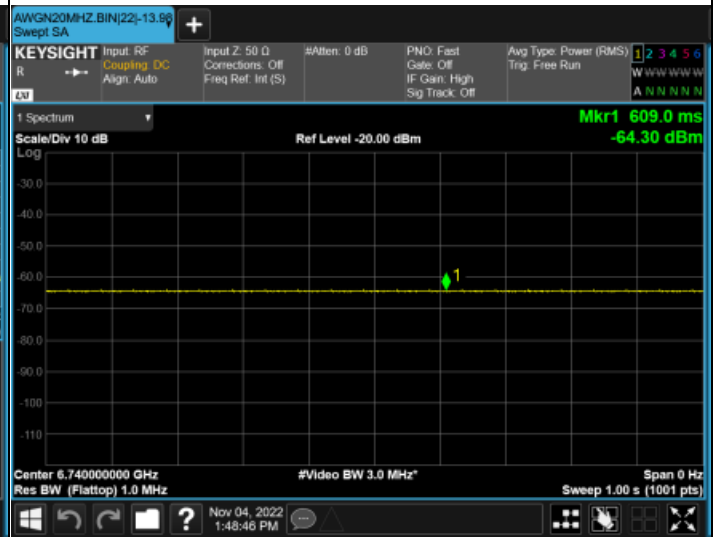 AWGN20MHZ.BIN|22|-13.98
Swept SA
KEYSIGHT Input: RF Input Z: 50 Ω #Atten: 0 dB PNO: Fast Avg Type: Power (RMS) 1 2 3 4 5 6
R Coupling: DC Corrections: Off Gate: Off Trig: Free Run
Align: Auto Freq Ref: Int (S) IF Gain: High W W W W W W
LXI Sig Track: Off A N N N N N
1 Spectrum Mkr1 609.0 ms
Scale/Div 10 dB Ref Level -20.00 dBm -64.30 dBm
Log
-30.0
-40.0
-50.0
1
-60.0
-70.0
-80.0
-90.0
-100
-110
Center 6.740000000 GHz #Video BW 3.0 MHz* Span 0 Hz
Res BW (Flattop) 1.0 MHz Sweep 1.00 s (1001 pts)
? Nov 04, 2022
1:48:46 PM